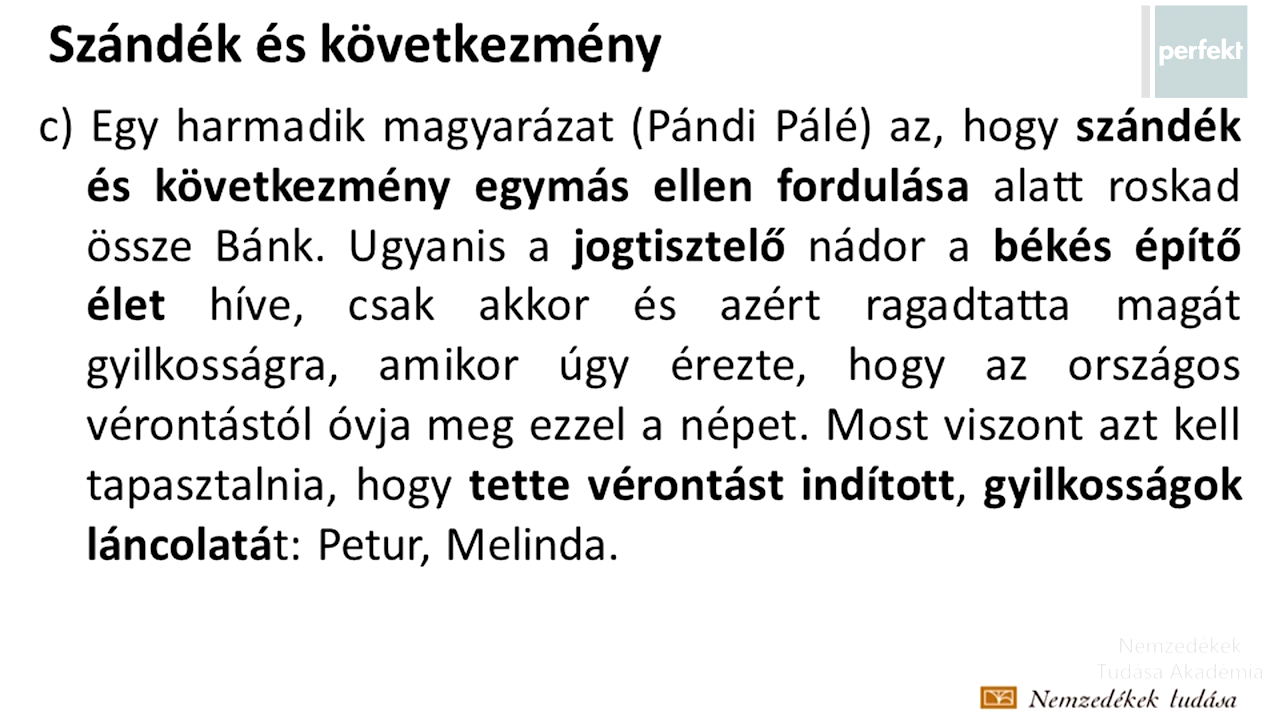 Szándék és következmény
perfekt
c) Egy harmadik magyarázat (Pándi Pálé) az, hogy szándék
és következmény egymás ellen fordulása alatt roskad
össze Bánk. Ugyanis a jogtisztelő nádor a békés építő
élet híve, csak akkor és azért ragadtatta magát
gyilkosságra, amikor úgy érezte, hogy az országos
vérontástól óvja meg ezzel a népet. Most viszont azt kell
tapasztalnia, hogy tette vérontást indított, gyilkosságok
láncolatát: Petur, Melinda.
Nemzedékek
Tudása Akadémia
Nemzedékek tudása